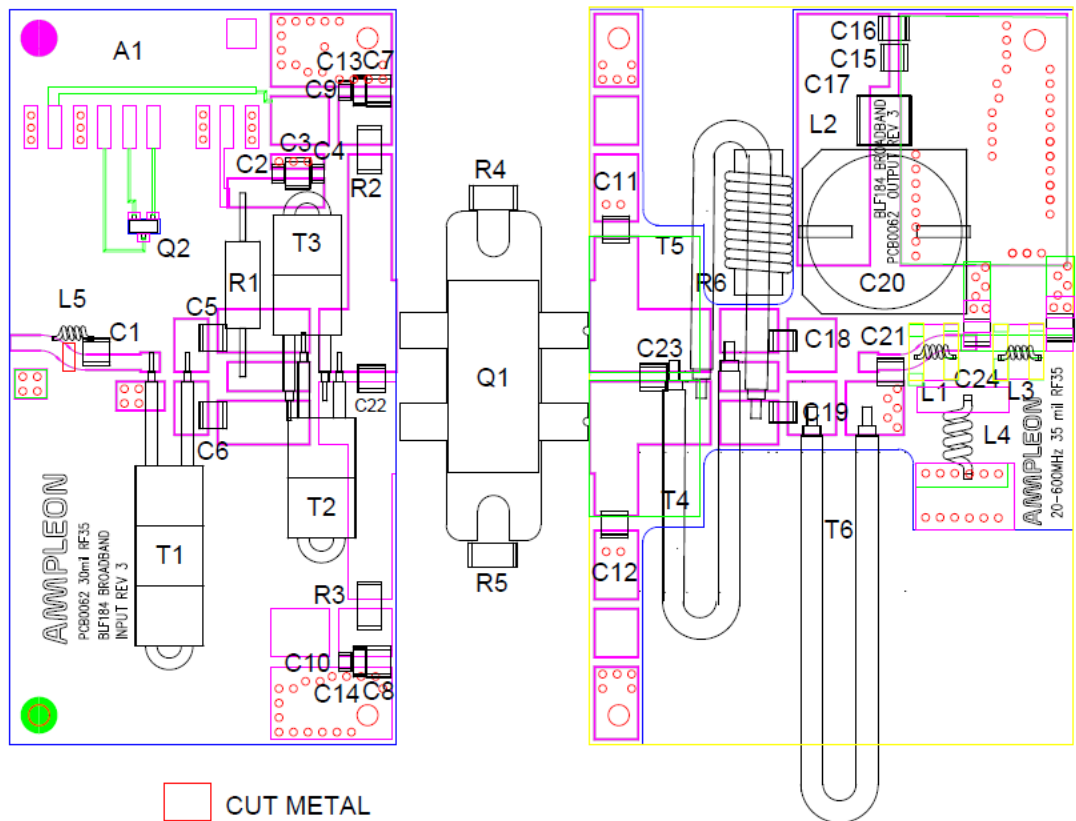 A1
C13 C7
C9
C3
C2
C4
R2
Q2
T3
R1
L5
C1
C5
C22
C6
T2
T1
R3
C10
C14 C8
AMPLEON
PCB0062 30mil RF35
BLF184 BROADBAND
INPUT REV 3
R4
Q1
R5
C11
T5
R6
C23
T4
C12
C16
C15
C17
L2
BLF184 BROADBAND
PCB0062 OUTPUT REV 3
C20
C18
C21
C19
L1
C24
L3
L4
T6
AMPLEON
20-600MHz 35 mil RF35
CUT METAL